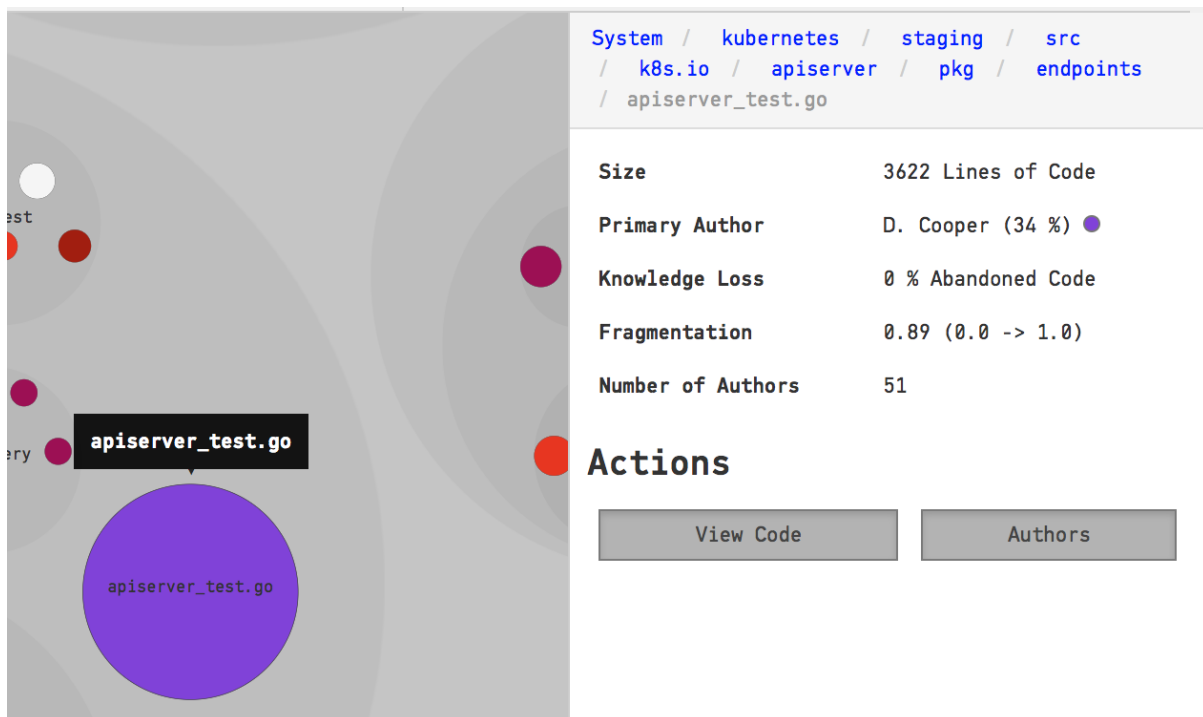 System / kubernetes / staging / src
/ k8s.io / apiserver / pkg / endpoints
/ apiserver_test.go
Size 3622 Lines of Code
Primary Author D. Cooper (34 %)
Knowledge Loss 0 % Abandoned Code
Fragmentation 0.89 (0.0 -> 1.0)
Number of Authors 51
Actions
View Code Authors
est
ery
apiserver_test.go
apiserver_test.go